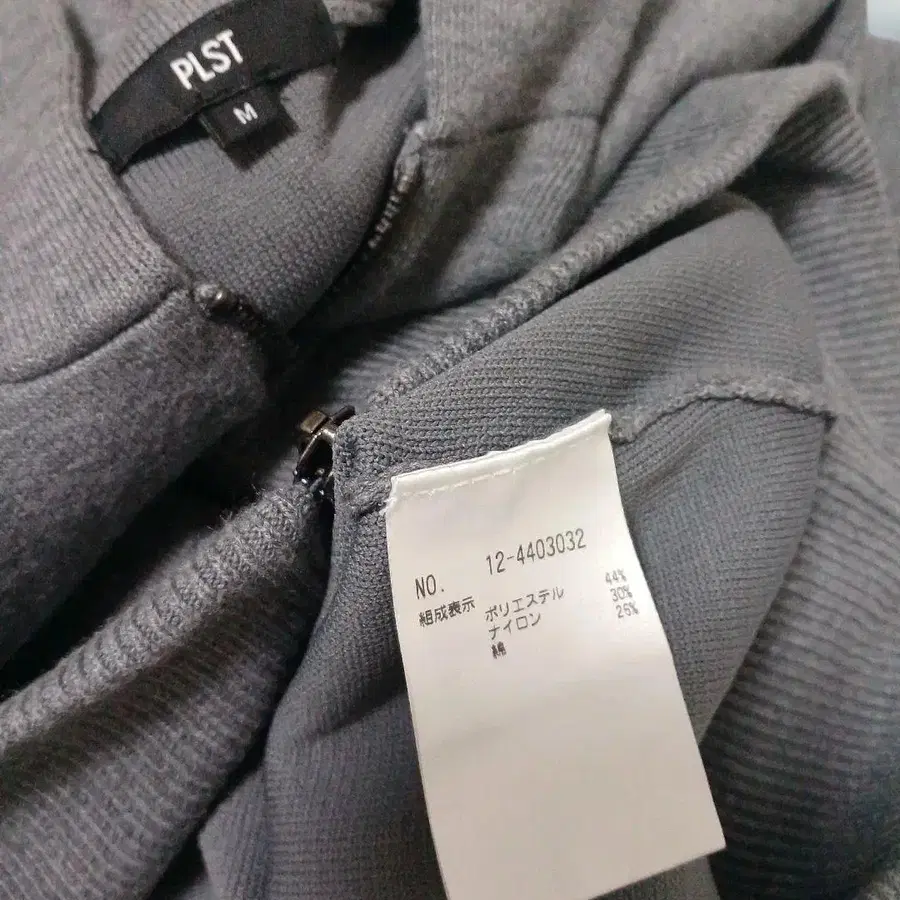 PLST
M
NO. 12-4403032
組成表示 ポリエステル 44%
ナイロン 30%
綿 26%